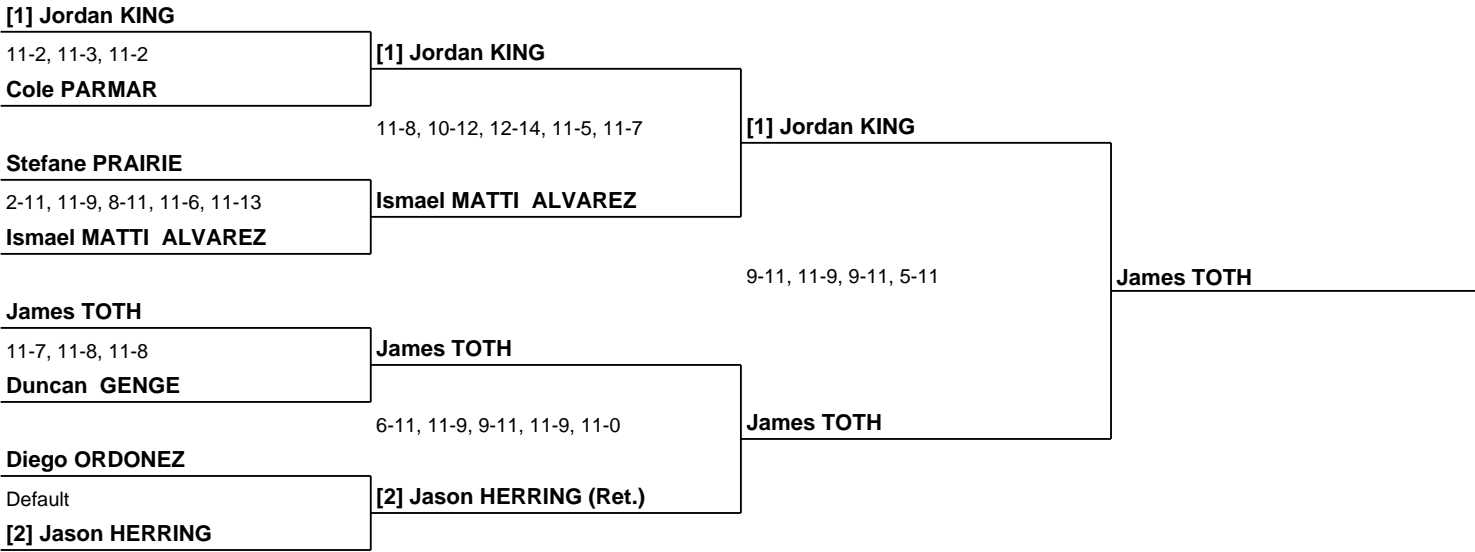 [1] Jordan KING
11-2, 11-3, 11-2
Cole PARMAR
Stefane PRAIRIE
2-11, 11-9, 8-11, 11-6, 11-13
Ismael MATTI  ALVAREZ
James TOTH
11-7, 11-8, 11-8
Duncan  GENGE
Diego ORDONEZ
Default
[2] Jason HERRING
[1] Jordan KING
11-8, 10-12, 12-14, 11-5, 11-7
Ismael MATTI  ALVAREZ
James TOTH
6-11, 11-9, 9-11, 11-9, 11-0
[2] Jason HERRING (Ret.)
[1] Jordan KING
9-11, 11-9, 9-11, 5-11
James TOTH
James TOTH